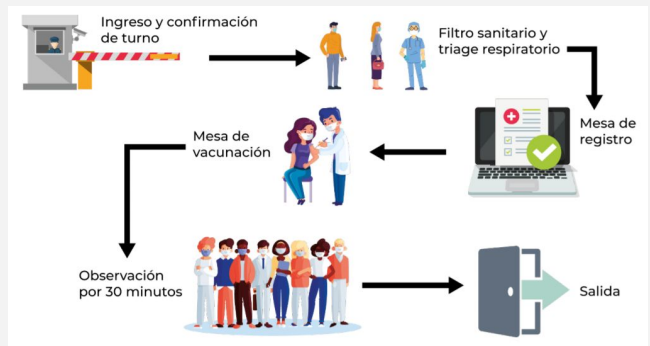 Ingreso y confirmación
de turno
Filtro sanitario y
triage respiratorio
Mesa de
registro
Mesa de
vacunación
Observación
por 30 minutos
Salida